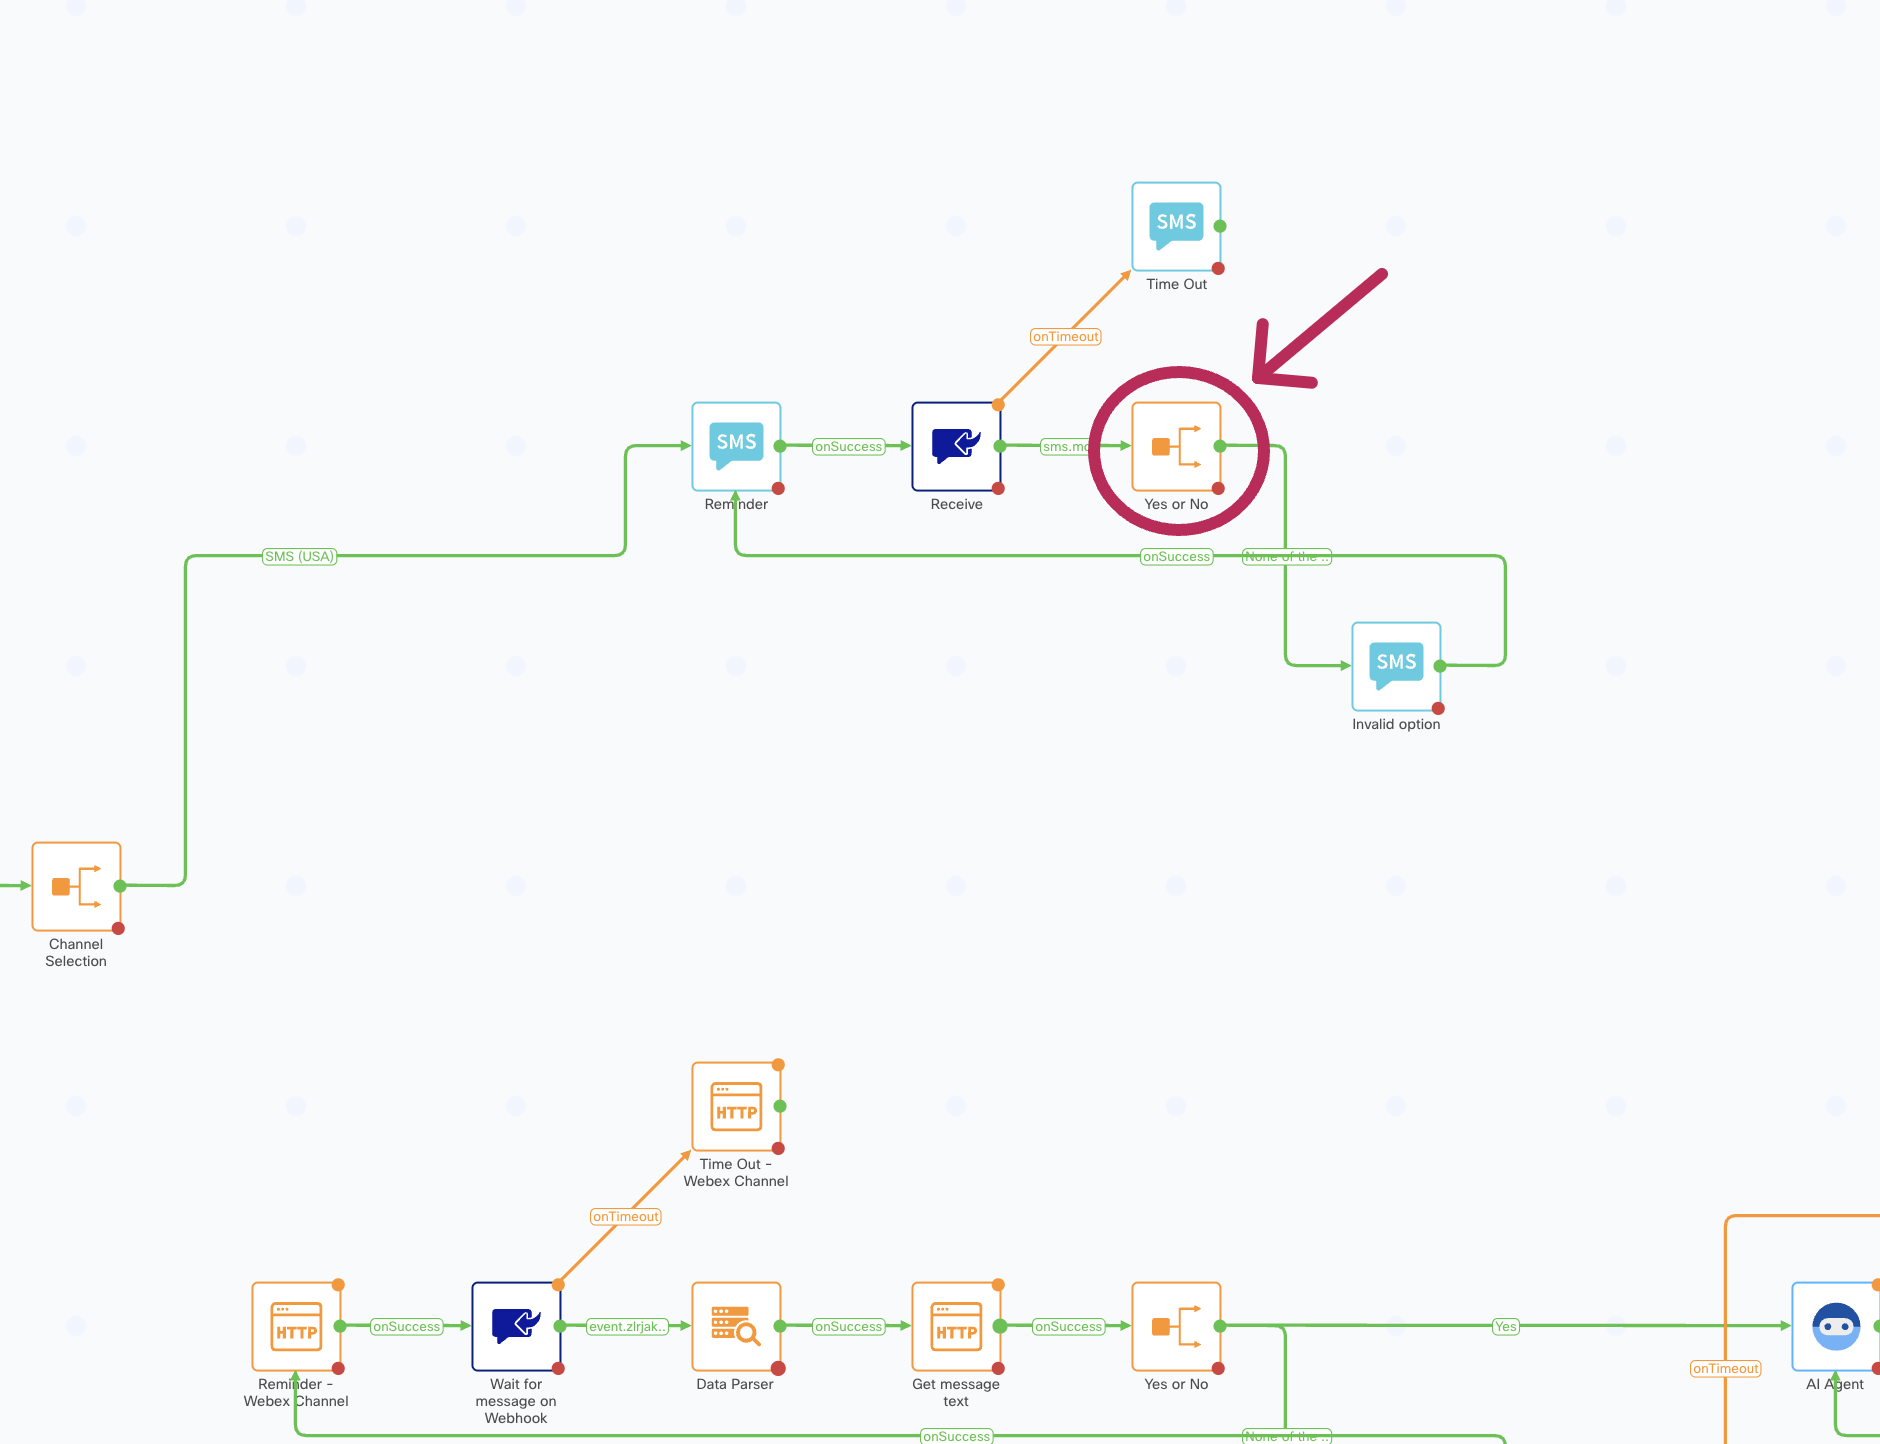 SMS
Time Out
onTimeout
SMS
onSuccess
Reminder
Receive
Yes or No
SMS (USA)
onSuccess
None of the ..
SMS
Invalid option
Channel
Selection
HTTP
Time Out -
Webex Channel
onTimeout
HTTP
onSuccess
event.zlrjak..
onSuccess
HTTP
onSuccess
Yes
onTimeout
Reminder -
Webex Channel
Wait for
message on
Webhook
Data Parser
Get message
text
Yes or No
AI Agent
onSuccess
None of the ..